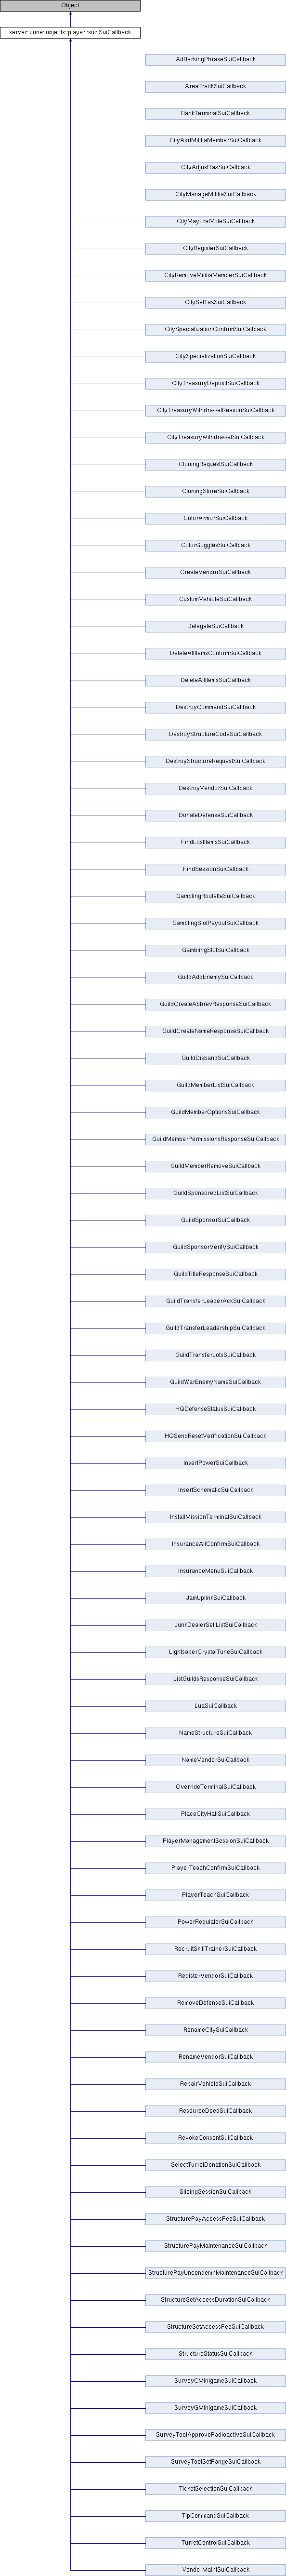 Object
server::zone::objects::player::sui::SuiCallback
AdBarkingPhraseSuiCallback
AreaTrackSuiCallback
BankTerminalSuiCallback
CityAddMilitiaMemberSuiCallback
CityAdjustTaxSuiCallback
CityManageMilitiaSuiCallback
CityMayoralVoteSuiCallback
CityRegisterSuiCallback
CityRemoveMilitiaMemberSuiCallback
CitySetTaxSuiCallback
CitySpecializationConfirmSuiCallback
CitySpecializationSuiCallback
CityTreasuryDepositSuiCallback
CityTreasuryWithdrawalReasonSuiCallback
CityTreasuryWithdrawalSuiCallback
CloningRequestSuiCallback
CloningStoreSuiCallback
ColorArmorSuiCallback
ColorGogglesSuiCallback
CreateVendorSuiCallback
CustomVehicleSuiCallback
DelegateSuiCallback
DeleteAllItemsConfirmSuiCallback
DeleteAllItemsSuiCallback
DestroyCommandSuiCallback
DestroyStructureCodeSuiCallback
DestroyStructureRequestSuiCallback
DestroyVendorSuiCallback
DonateDefenseSuiCallback
FindLostItemsSuiCallback
FindSessionSuiCallback
GamblingRouletteSuiCallback
GamblingSlotPayoutSuiCallback
GamblingSlotSuiCallback
GuildAddEnemySuiCallback
GuildCreateAbbrevResponseSuiCallback
GuildCreateNameResponseSuiCallback
GuildDisbandSuiCallback
GuildMemberListSuiCallback
GuildMemberOptionsSuiCallback
GuildMemberPermissionsResponseSuiCallback
GuildMemberRemoveSuiCallback
GuildSponsoredListSuiCallback
GuildSponsorSuiCallback
GuildSponsorVerifySuiCallback
GuildTitleResponseSuiCallback
GuildTransferLeaderAckSuiCallback
GuildTransferLeadershipSuiCallback
GuildTransferLotsSuiCallback
GuildWarEnemyNameSuiCallback
HQDefenseStatusSuiCallback
HQSendResetVerificationSuiCallback
InsertPowerSuiCallback
InsertSchematicSuiCallback
InstallMissionTerminalSuiCallback
InsuranceAllConfirmSuiCallback
InsuranceMenuSuiCallback
JamUplinkSuiCallback
JunkDealerSellListSuiCallback
LightsaberCrystalTuneSuiCallback
ListGuildsResponseSuiCallback
LuaSuiCallback
NameStructureSuiCallback
NameVendorSuiCallback
OverrideTerminalSuiCallback
PlaceCityHallSuiCallback
PlayerManagementSessionSuiCallback
PlayerTeachConfirmSuiCallback
PlayerTeachSuiCallback
PowerRegulatorSuiCallback
RecruitSkillTrainerSuiCallback
RegisterVendorSuiCallback
RemoveDefenseSuiCallback
RenameCitySuiCallback
RenameVendorSuiCallback
RepairVehicleSuiCallback
ResourceDeedSuiCallback
RevokeConsentSuiCallback
SelectTurretDonationSuiCallback
SlicingSessionSuiCallback
StructurePayAccessFeeSuiCallback
StructurePayMaintenanceSuiCallback
StructurePayUncondemnMaintenanceSuiCallback
StructureSetAccessDurationSuiCallback
StructureSetAccessFeeSuiCallback
StructureStatusSuiCallback
SurveyCMinigameSuiCallback
SurveyGMinigameSuiCallback
SurveyToolApproveRadioactiveSuiCallback
SurveyToolSetRangeSuiCallback
TicketSelectionSuiCallback
TipCommandSuiCallback
TurretControlSuiCallback
VendorMaintSuiCallback